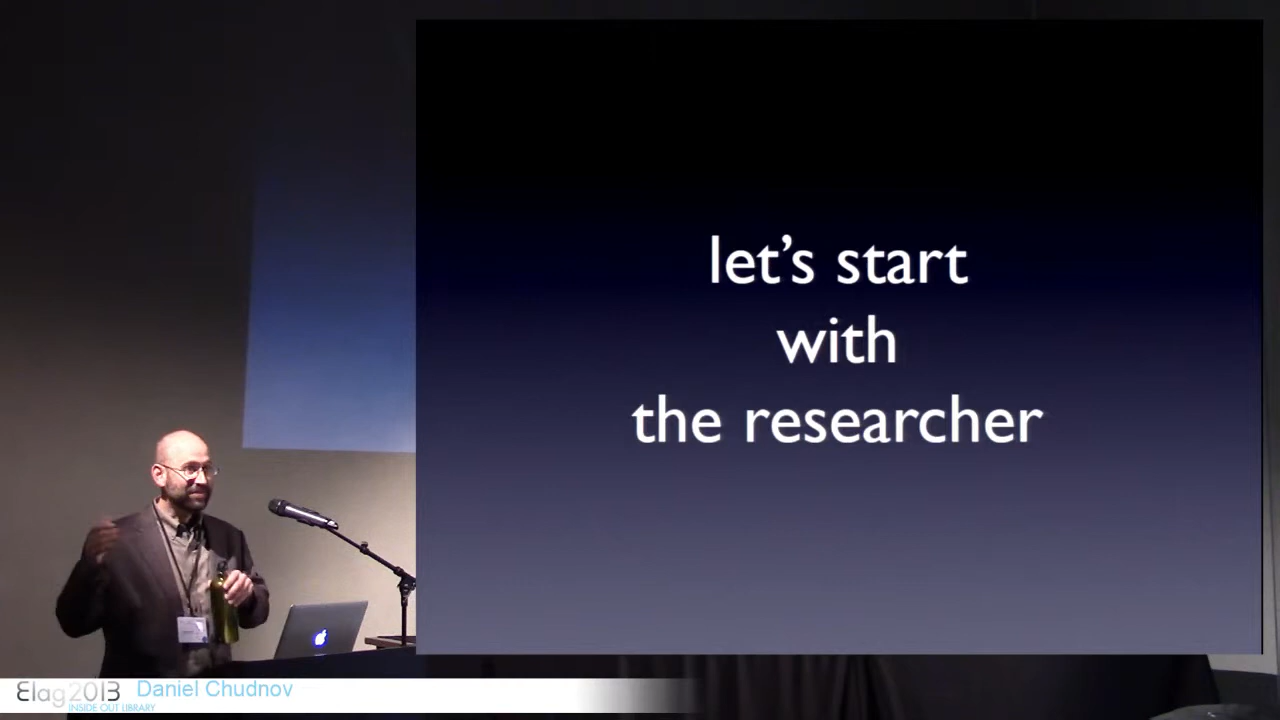 let's start
with
the researcher
Elag2013 Daniel Chudnov
INSIDE OUT LIBRARY